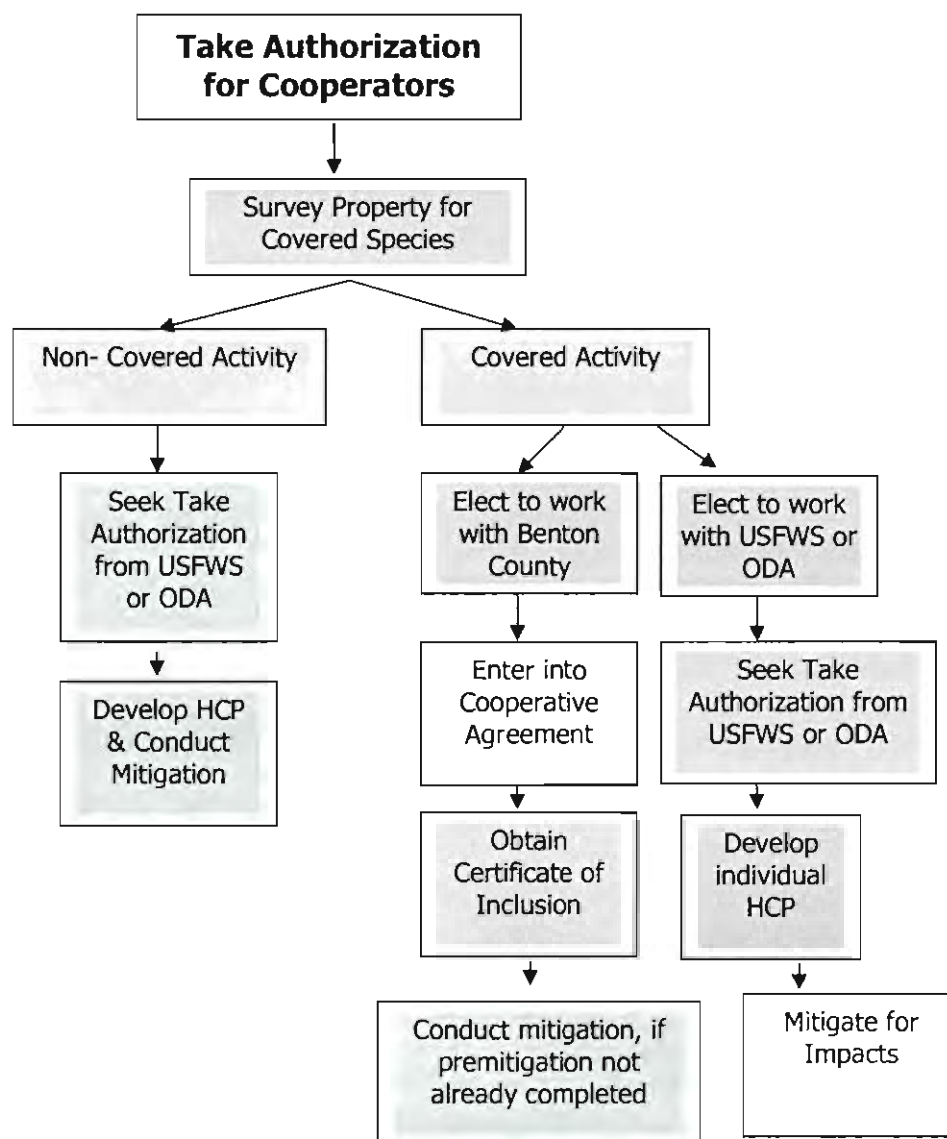 Take Authorization
for Cooperators
Survey Property for
Covered Species
Non- Covered Activity
Covered Activity
Seek Take
Authorization
from USFWS
or ODA
Elect to work
with Benton
County
Elect to work
with USFWS or
ODA
Develop HCP
& Conduct
Mitigation
Enter into
Cooperative
Agreement
Seek Take
Authorization from
USFWS or ODA
Obtain
Certificate of
Inclusion
Develop
individual
HCP
Conduct mitigation, if
premitigation not
already completed
Mitigate for
Impacts